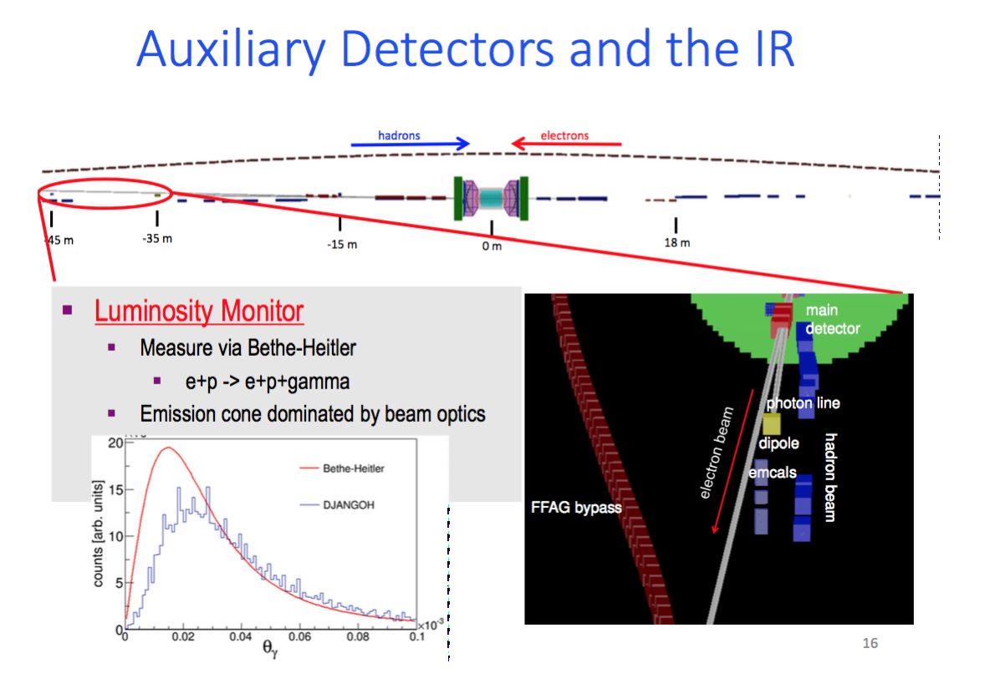 Auxiliary Detectors and the IR
hadrons
electrons
45 m
-35 m
-15 m
0 m
18 m
Luminosity Monitor
Measure via Bethe-Heitler
e+p -> e+p+gamma
Emission cone dominated by beam optics
20
15
10
5
0
counts [arb. units]
Bethe-Heitler
DJANGOH
0
0.02
0.04
0.06
0.08
0.1
×10-3
θγ
main
detector
photon line
dipole
emcals
electron beam
hadron beam
FFAG bypass
16